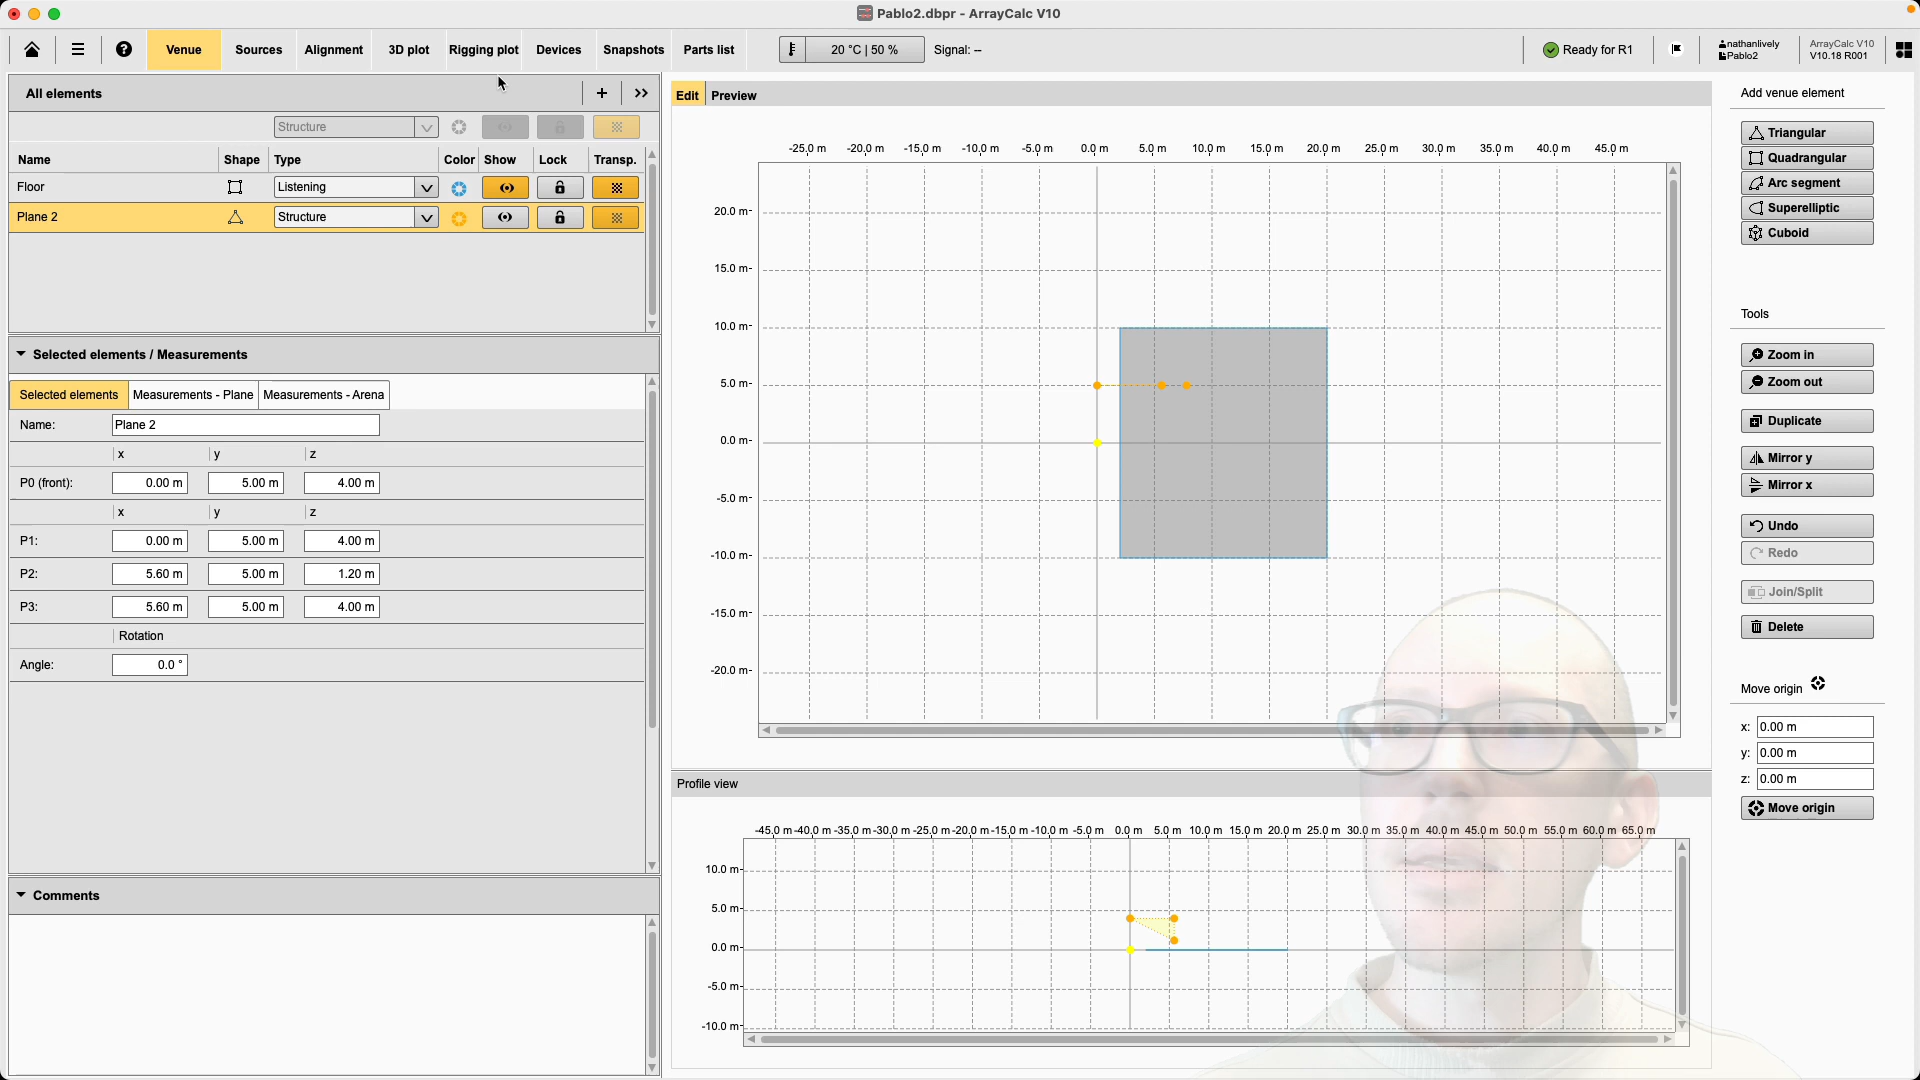 Pablo2.dbpr - ArrayCalc V10
Venue Sources Alignment 3D plot Rigging plot Devices Snapshots Parts list 20 °C | 50 % Signal: -- Ready for R1 nathanlively Pablo2 ArrayCalc V10 V10.18 R001
All elements + >>
Structure
Name Shape Type Color Show Lock Transp.
Floor Listening
Plane 2 Structure
Selected elements / Measurements
Selected elements Measurements - Plane Measurements - Arena
Name: Plane 2
x y z
P0 (front): 0.00 m 5.00 m 4.00 m
x y z
P1: 0.00 m 5.00 m 4.00 m
P2: 5.60 m 5.00 m 1.20 m
P3: 5.60 m 5.00 m 4.00 m
Rotation
Angle: 0.0 °
Comments
Edit Preview
-25.0 m -20.0 m -15.0 m -10.0 m -5.0 m 0.0 m 5.0 m 10.0 m 15.0 m 20.0 m 25.0 m 30.0 m 35.0 m 40.0 m 45.0 m
20.0 m
15.0 m
10.0 m
5.0 m
0.0 m
-5.0 m
-10.0 m
-15.0 m
-20.0 m
Profile view
-45.0 m -40.0 m -35.0 m -30.0 m -25.0 m -20.0 m -15.0 m -10.0 m -5.0 m 0.0 m 5.0 m 10.0 m 15.0 m 20.0 m 25.0 m 30.0 m 35.0 m 40.0 m 45.0 m 50.0 m 55.0 m 60.0 m 65.0 m
10.0 m
5.0 m
0.0 m
-5.0 m
-10.0 m
Add venue element
Triangular
Quadrangular
Arc segment
Superelliptic
Cuboid
Tools
Zoom in
Zoom out
Duplicate
Mirror y
Mirror x
Undo
Redo
Join/Split
Delete
Move origin
x: 0.00 m
y: 0.00 m
z: 0.00 m
Move origin